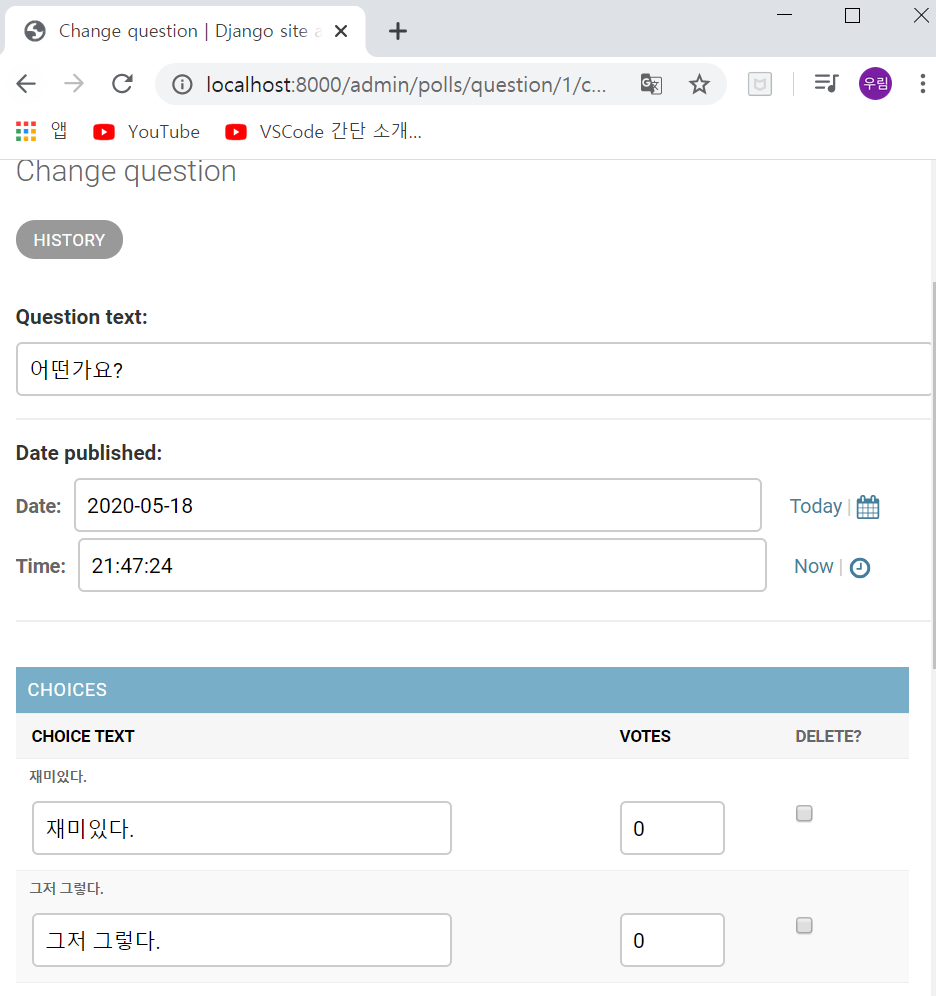 Change question | Django site a
localhost:8000/admin/polls/question/1/c...
우림
앱 YouTube VSCode 간단 소개...
Change question
HISTORY
Question text:
어떤가요?
Date published:
Date: 2020-05-18 Today |
Time: 21:47:24 Now |
CHOICES
CHOICE TEXT VOTES DELETE?
재미있다.
재미있다. 0
그저 그렇다.
그저 그렇다. 0